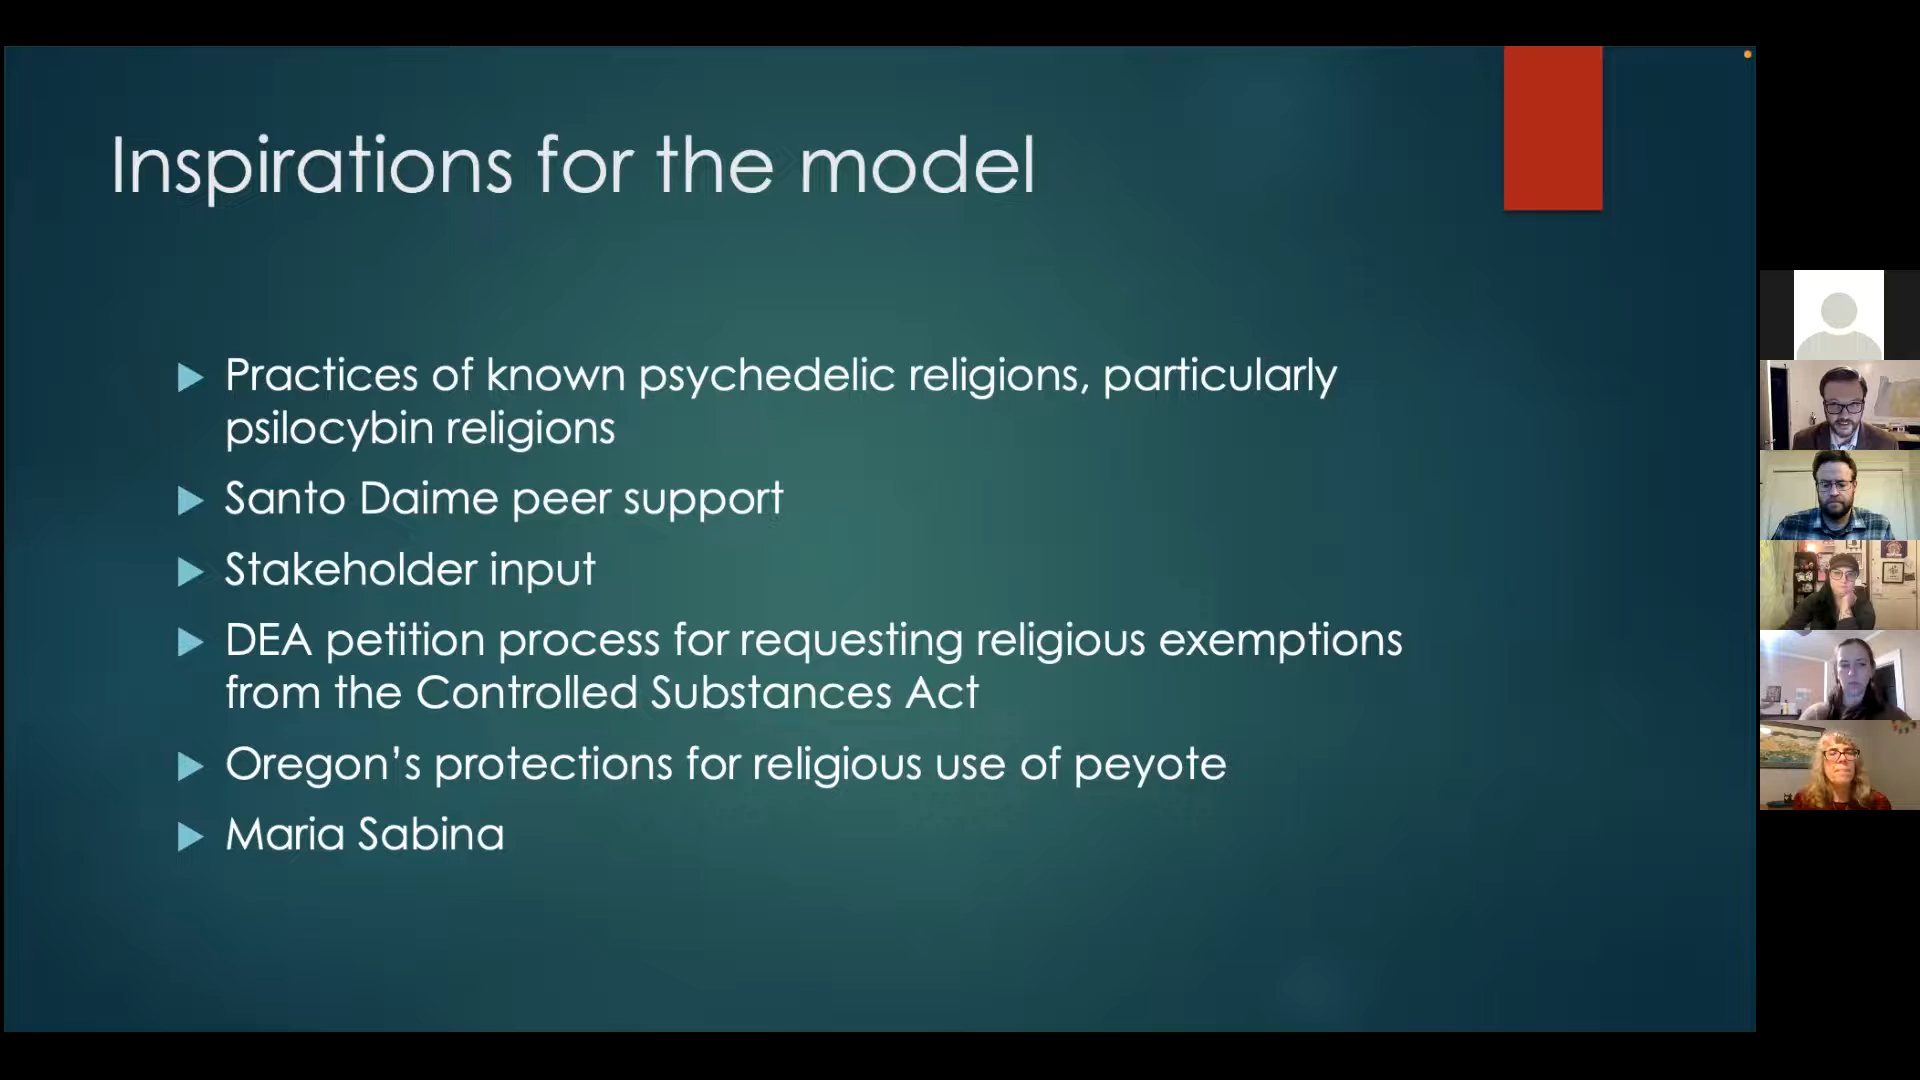 Inspirations for the model
Practices of known psychedelic religions, particularly
psilocybin religions
Santo Daime peer support
Stakeholder input
DEA petition process for requesting religious exemptions
from the Controlled Substances Act
Oregon’s protections for religious use of peyote
Maria Sabina